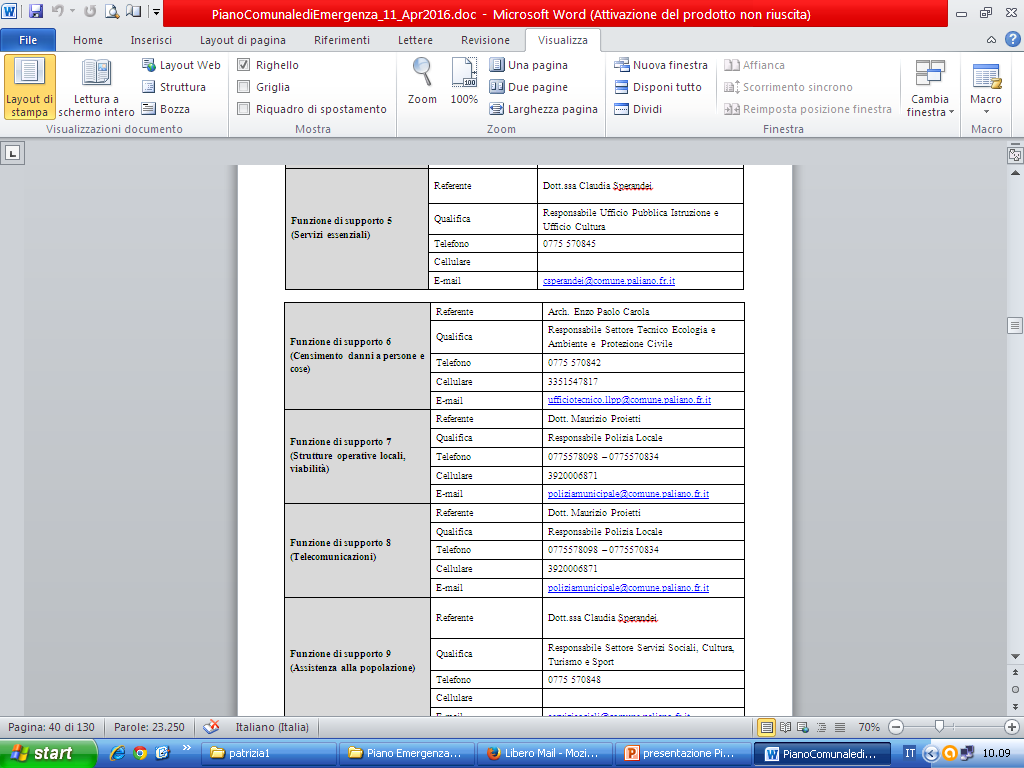 PianoComunalediEmergenza_11_Apr2016.doc - Microsoft Word (Attivazione del prodotto non riuscita)
File Home Inserisci Layout di pagina Riferimenti Lettere Revisione Visualizza
Layout di stampa
Lettura a schermo intero
Layout Web
Struttura
Bozza
Visualizzazioni documento
Righello
Griglia
Riquadro di spostamento
Mostra
Zoom
100%
Una pagina
Due pagine
Larghezza pagina
Zoom
Nuova finestra
Disponi tutto
Dividi
Affianca
Scorrimento sincrono
Reimposta posizione finestra
Cambia finestra
Finestra
Macro
Macro
Funzione di supporto 5
(Servizi essenziali)
Referente Dott.ssa Claudia Sperandei.
Qualifica Responsabile Ufficio Pubblica Istruzione e
Ufficio Cultura
Telefono 0775 570845
Cellulare
E-mail csperandei@comune.paliano.fr.it
Funzione di supporto 6
(Censimento danni a persone e
cose)
Referente Arch. Enzo Paolo Carola
Qualifica Responsabile Settore Tecnico Ecologia e
Ambiente e Protezione Civile
Telefono 0775 570842
Cellulare 3351547817
E-mail ufficiotecnico.llpp@comune.paliano.fr.it
Funzione di supporto 7
(Strutture operative locali,
viabilità)
Referente Dott. Maurizio Proietti
Qualifica Responsabile Polizia Locale
Telefono 0775578098 – 0775570834
Cellulare 3920006871
E-mail poliziamunicipale@comune.paliano.fr.it
Funzione di supporto 8
(Telecomunicazioni)
Referente Dott. Maurizio Proietti
Qualifica Responsabile Polizia Locale
Telefono 0775578098 – 0775570834
Cellulare 3920006871
E-mail poliziamunicipale@comune.paliano.fr.it
Funzione di supporto 9
(Assistenza alla popolazione)
Referente Dott.ssa Claudia Sperandei.
Qualifica Responsabile Settore Servizi Sociali, Cultura,
Turismo e Sport
Telefono 0775 570848
Cellulare
Pagina: 40 di 130 Parole: 23.250 Italiano (Italia) 70%
start patrizia1 Piano Emergenza... Libero Mail - Mozi... presentazione Pi... PianoComunaledi... IT 10.09